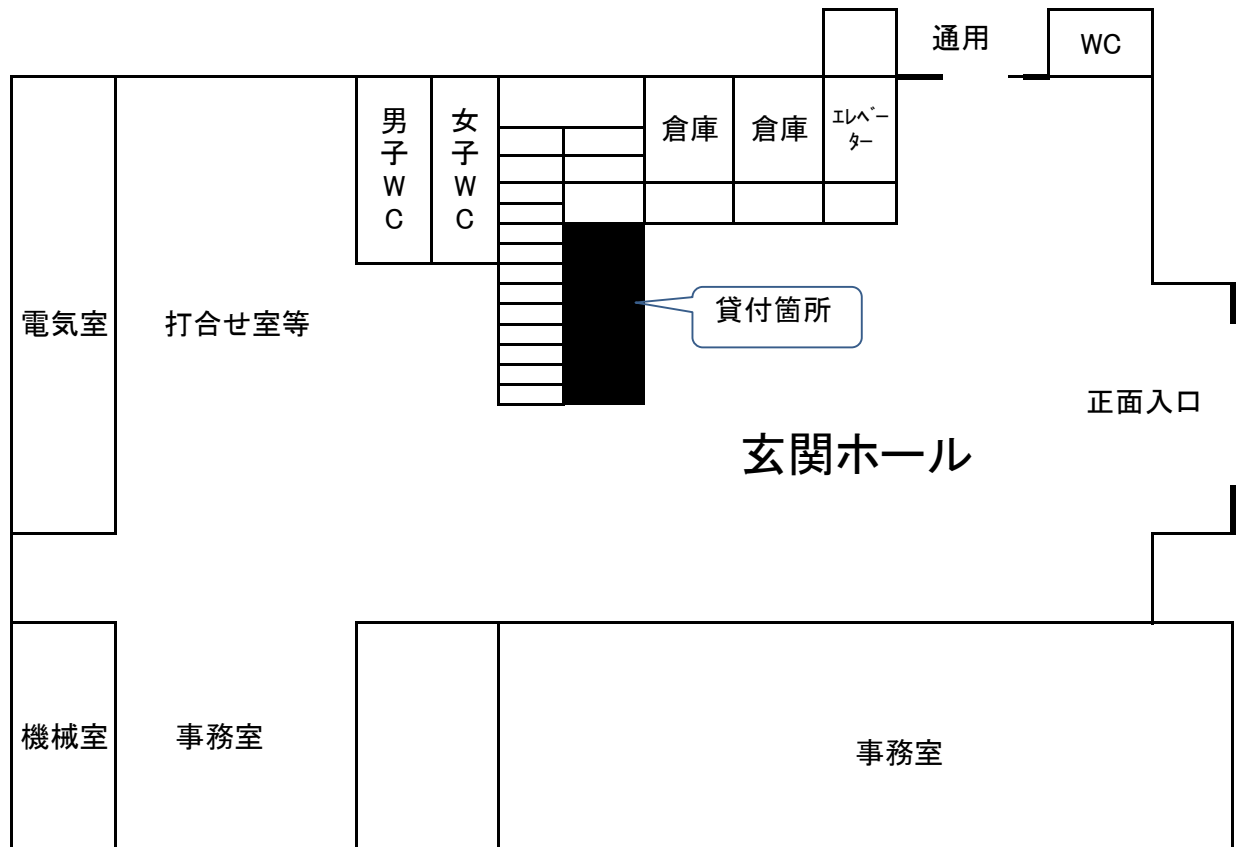 通用
WC
男子WC
女子WC
倉庫
倉庫
ｴﾚﾍﾞｰ
ﾀｰ
電気室
打合せ室等
貸付箇所
正面入口
玄関ホール
機械室
事務室
事務室